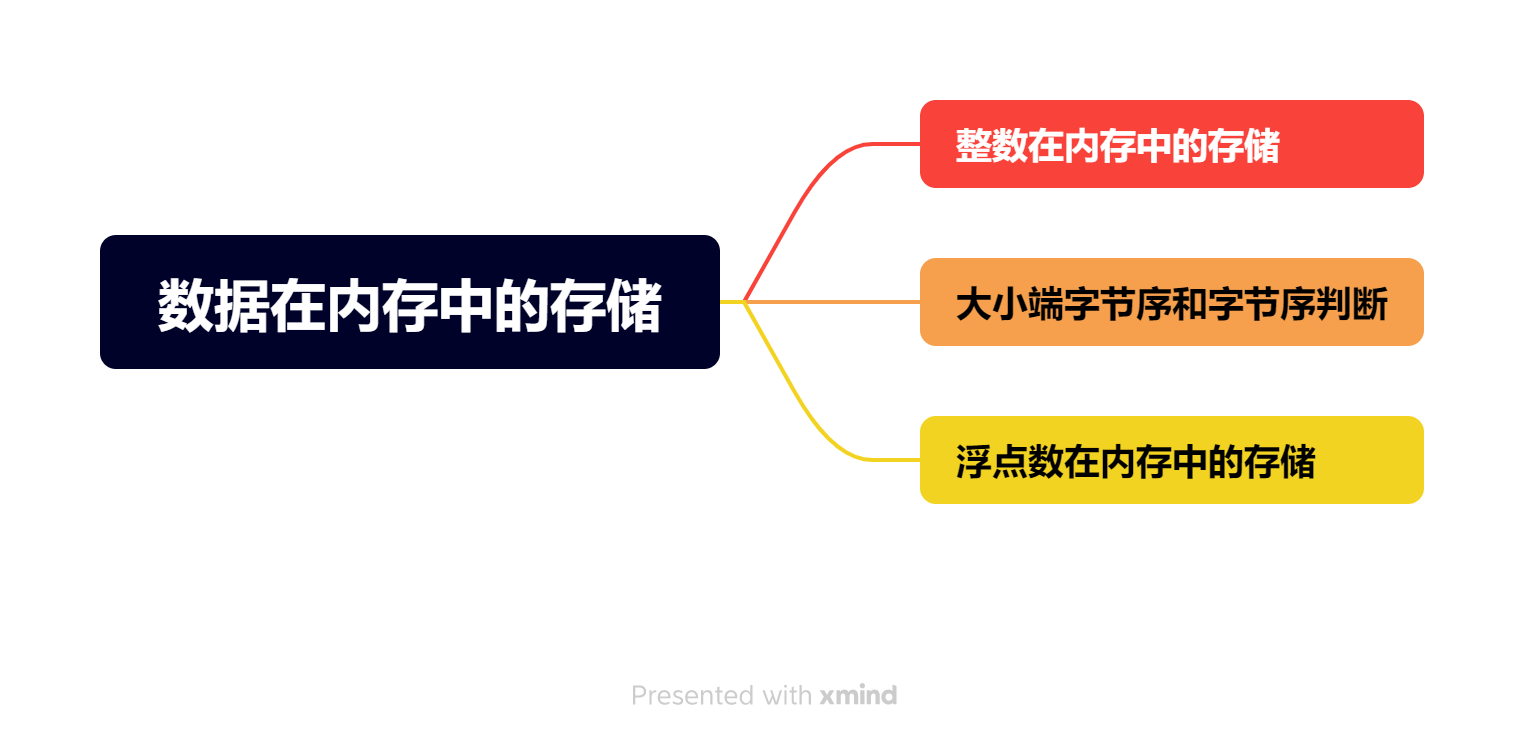 整数在内存中的存储
数据在内存中的存储
大小端字节序和字节序判断
浮点数在内存中的存储
Presented with xmind